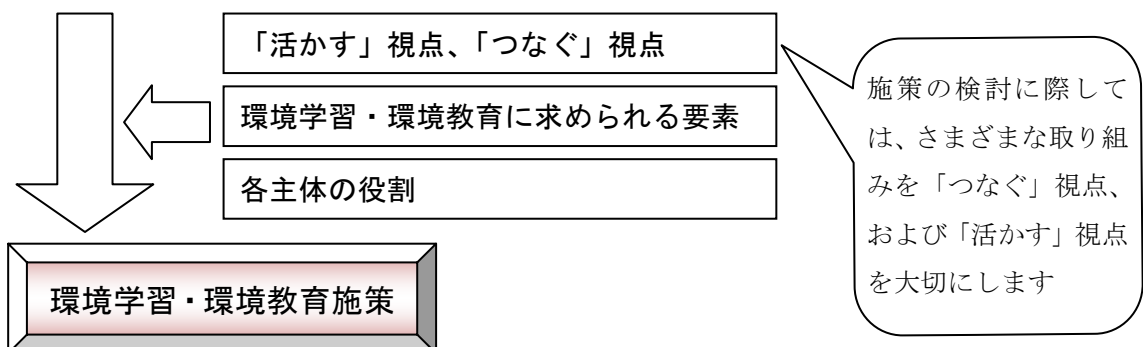 「活かす」視点、「つなぐ」視点
環境学習・環境教育に求められる要素
各主体の役割
環境学習・環境教育施策
施策の検討に際して
は、さまざまな取り組
みを「つなぐ」視点、
および「活かす」視点
を大切にします